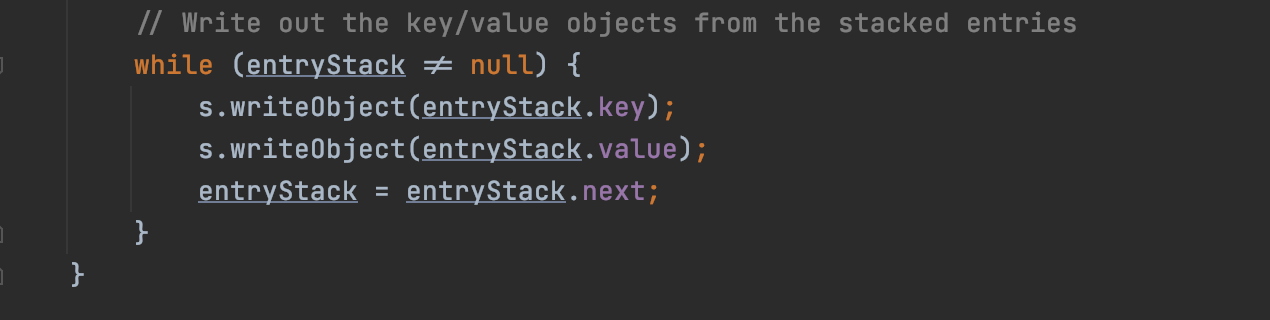 // Write out the key/value objects from the stacked entries
while (entryStack != null) {
s.writeObject(entryStack.key);
s.writeObject(entryStack.value);
entryStack = entryStack.next;
}
}